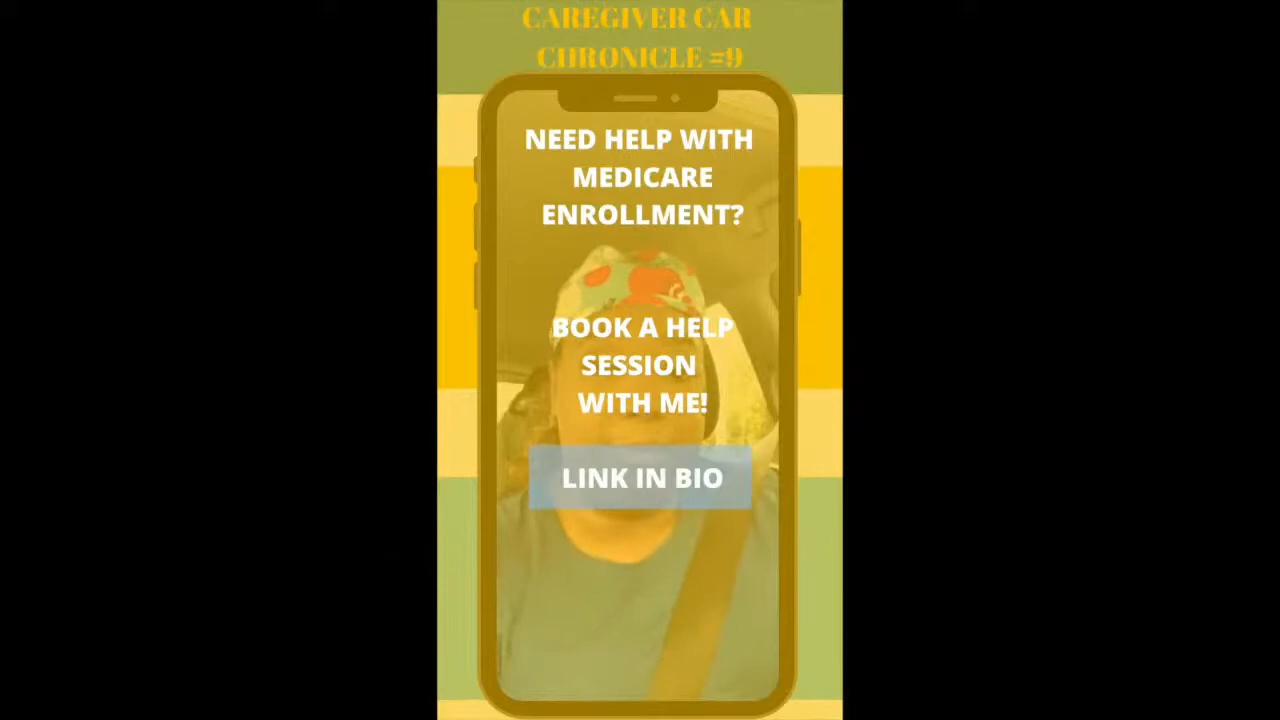 CAREGIVER CAR
CHRONICLE #9
NEED HELP WITH
MEDICARE
ENROLLMENT?
BOOK A HELP
SESSION
WITH ME!
LINK IN BIO